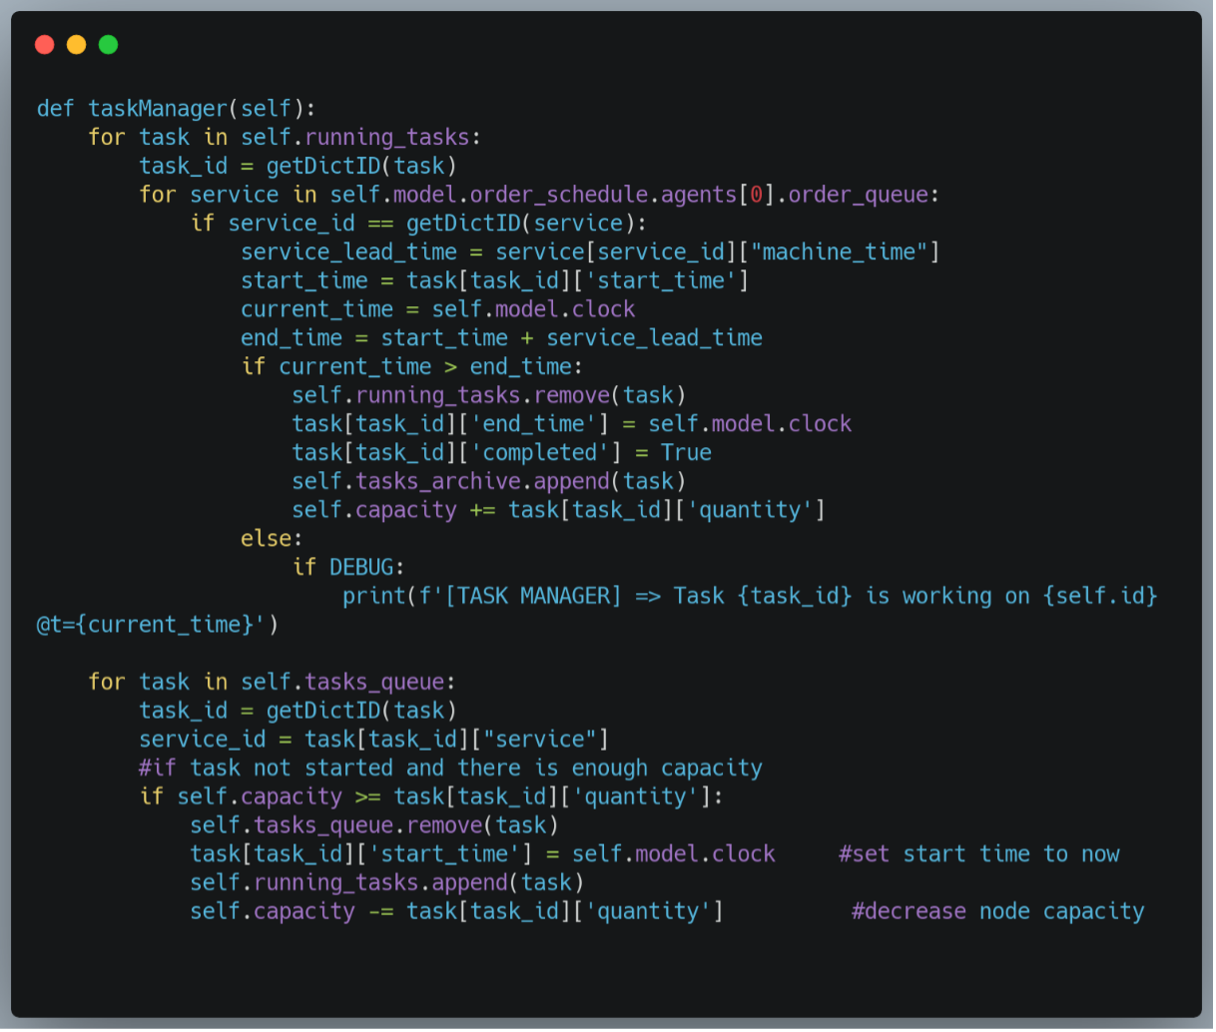 def taskManager(self):
    for task in self.running_tasks:
        task_id = getDictID(task)
        for service in self.model.order_schedule.agents[0].order_queue:
            if service_id == getDictID(service):
                service_lead_time = service[service_id]["machine_time"]
                start_time = task[task_id]['start_time']
                current_time = self.model.clock
                end_time = start_time + service_lead_time
                if current_time > end_time:
                    self.running_tasks.remove(task)
                    task[task_id]['end_time'] = self.model.clock
                    task[task_id]['completed'] = True
                    self.tasks_archive.append(task)
                    self.capacity += task[task_id]['quantity']
                else:
                    if DEBUG:
                        print(f'[TASK MANAGER] => Task {task_id} is working on {self.id}
@t={current_time}')

    for task in self.tasks_queue:
        task_id = getDictID(task)
        service_id = task[task_id]["service"]
        #if task not started and there is enough capacity
        if self.capacity >= task[task_id]['quantity']:
            self.tasks_queue.remove(task)
            task[task_id]['start_time'] = self.model.clock     #set start time to now
            self.running_tasks.append(task)
            self.capacity -= task[task_id]['quantity']          #decrease node capacity